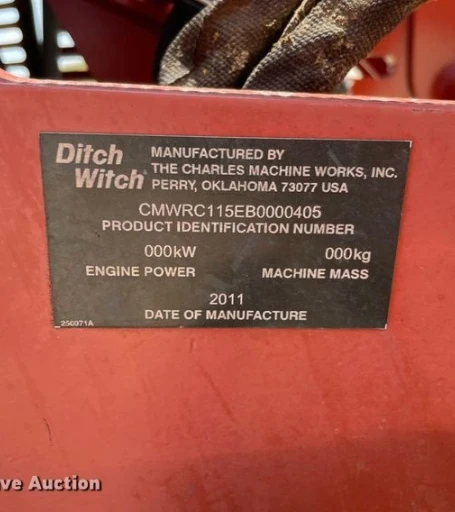 Ditch Witch
MANUFACTURED BY
THE CHARLES MACHINE WORKS, INC.
PERRY, OKLAHOMA 73077 USA
CMWRC115EB0000405
PRODUCT IDENTIFICATION NUMBER
000kW 000kg
ENGINE POWER MACHINE MASS
2011
DATE OF MANUFACTURE
256071A
ve Auction